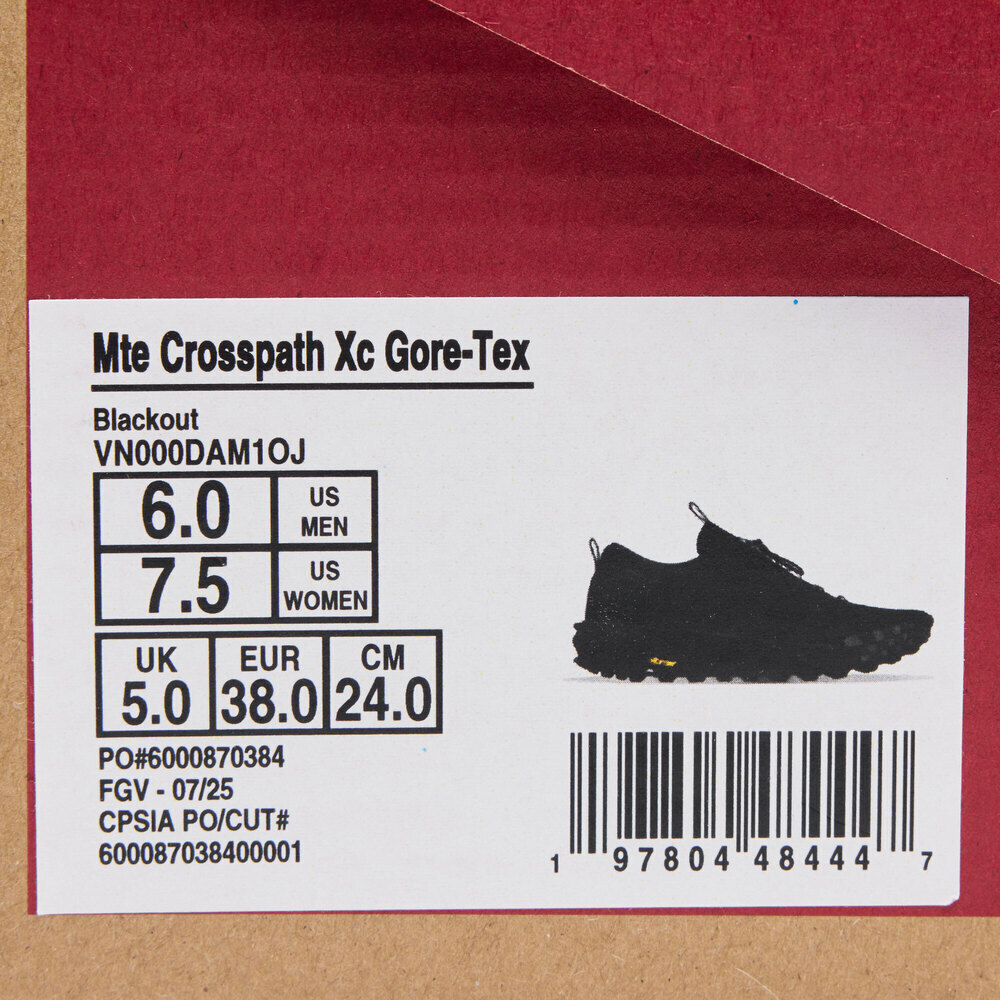 Mte Crosspath Xc Gore-Tex
Blackout
VN000DAM1OJ
6.0 US MEN
7.5 US WOMEN
UK EUR CM
5.0 38.0 24.0
PO#6000870384
FGV - 07/25
CPSIA PO/CUT#
600087038400001
1 97804 48444 7